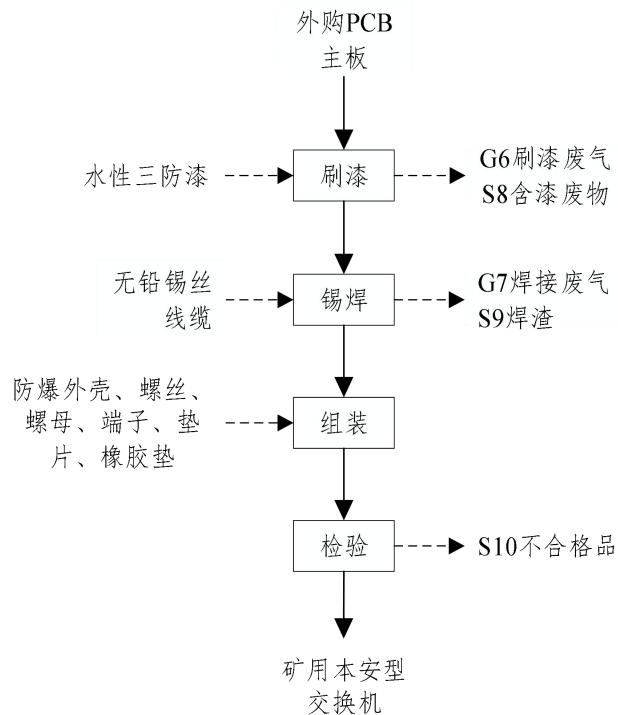 外购PCB
主板
水性三防漆
刷漆
G6刷漆废气
S8含漆废物
无铅锡丝
线缆
锡焊
G7焊接废气
S9焊渣
防爆外壳、螺丝、
螺母、端子、垫
片、橡胶垫
组装
检验
S10不合格品
矿用本安型
交换机